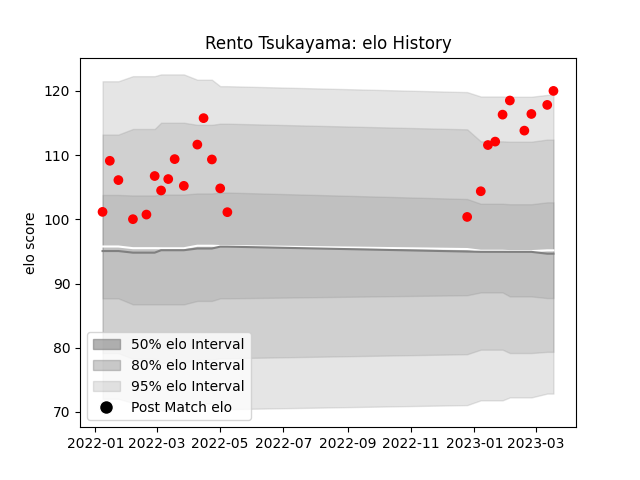 Rento Tsukayama: elo History
elo score
120
110
100
90
80
70
50% elo Interval
80% elo Interval
95% elo Interval
Post Match elo
2022-01 2022-03 2022-05 2022-07 2022-09 2022-11 2023-01 2023-03